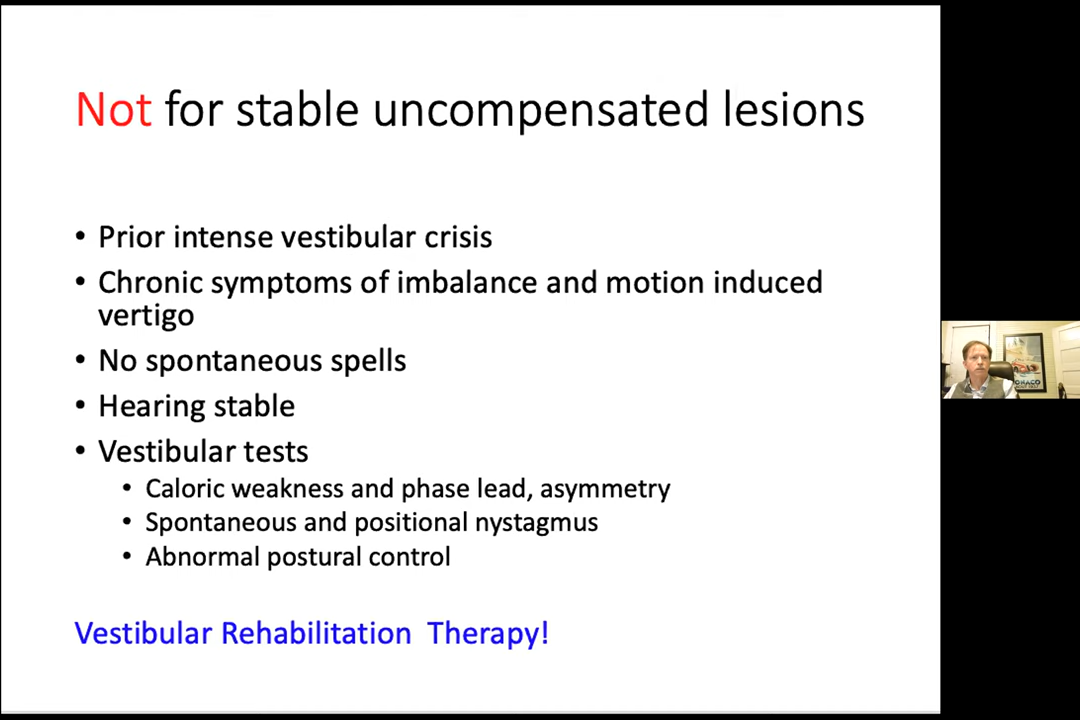 Not for stable uncompensated lesions
• Prior intense vestibular crisis
• Chronic symptoms of imbalance and motion induced
vertigo
• No spontaneous spells
• Hearing stable
• Vestibular tests
• Caloric weakness and phase lead, asymmetry
• Spontaneous and positional nystagmus
• Abnormal postural control
Vestibular Rehabilitation Therapy!